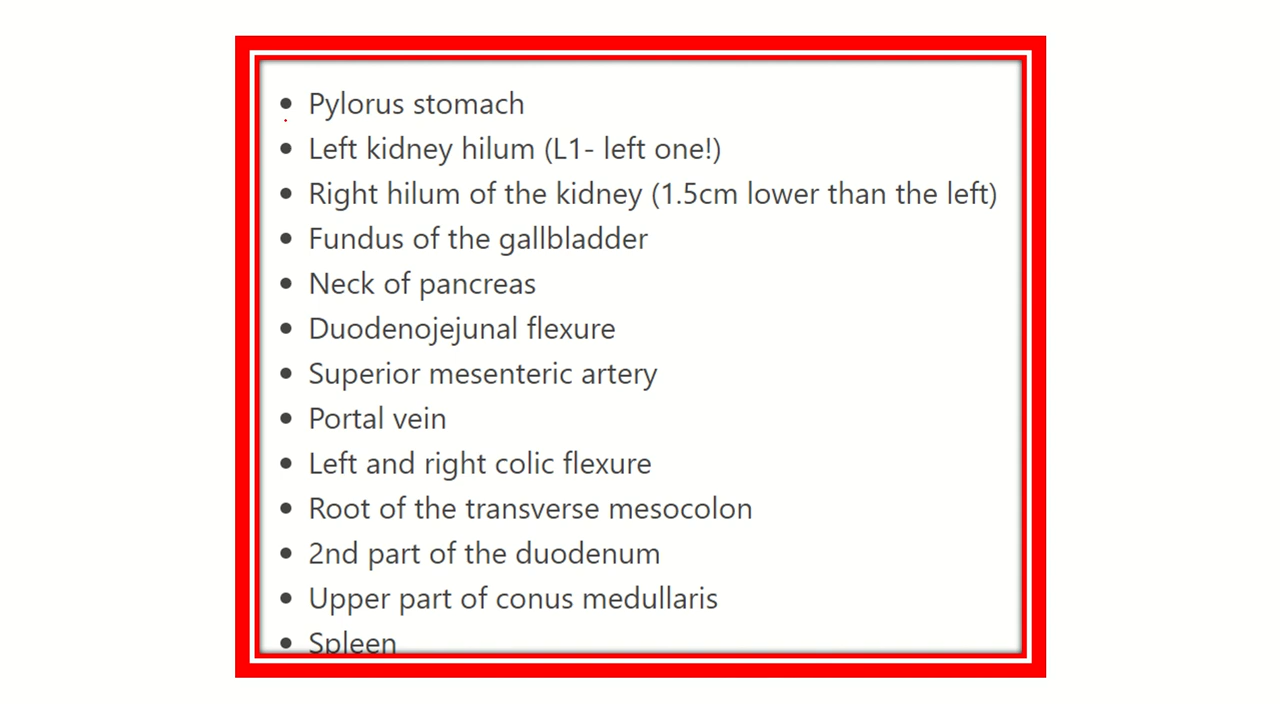 • Pylorus stomach
• Left kidney hilum (L1- left one!)
• Right hilum of the kidney (1.5cm lower than the left)
• Fundus of the gallbladder
• Neck of pancreas
• Duodenojejunal flexure
• Superior mesenteric artery
• Portal vein
• Left and right colic flexure
• Root of the transverse mesocolon
• 2nd part of the duodenum
• Upper part of conus medullaris
• Spleen